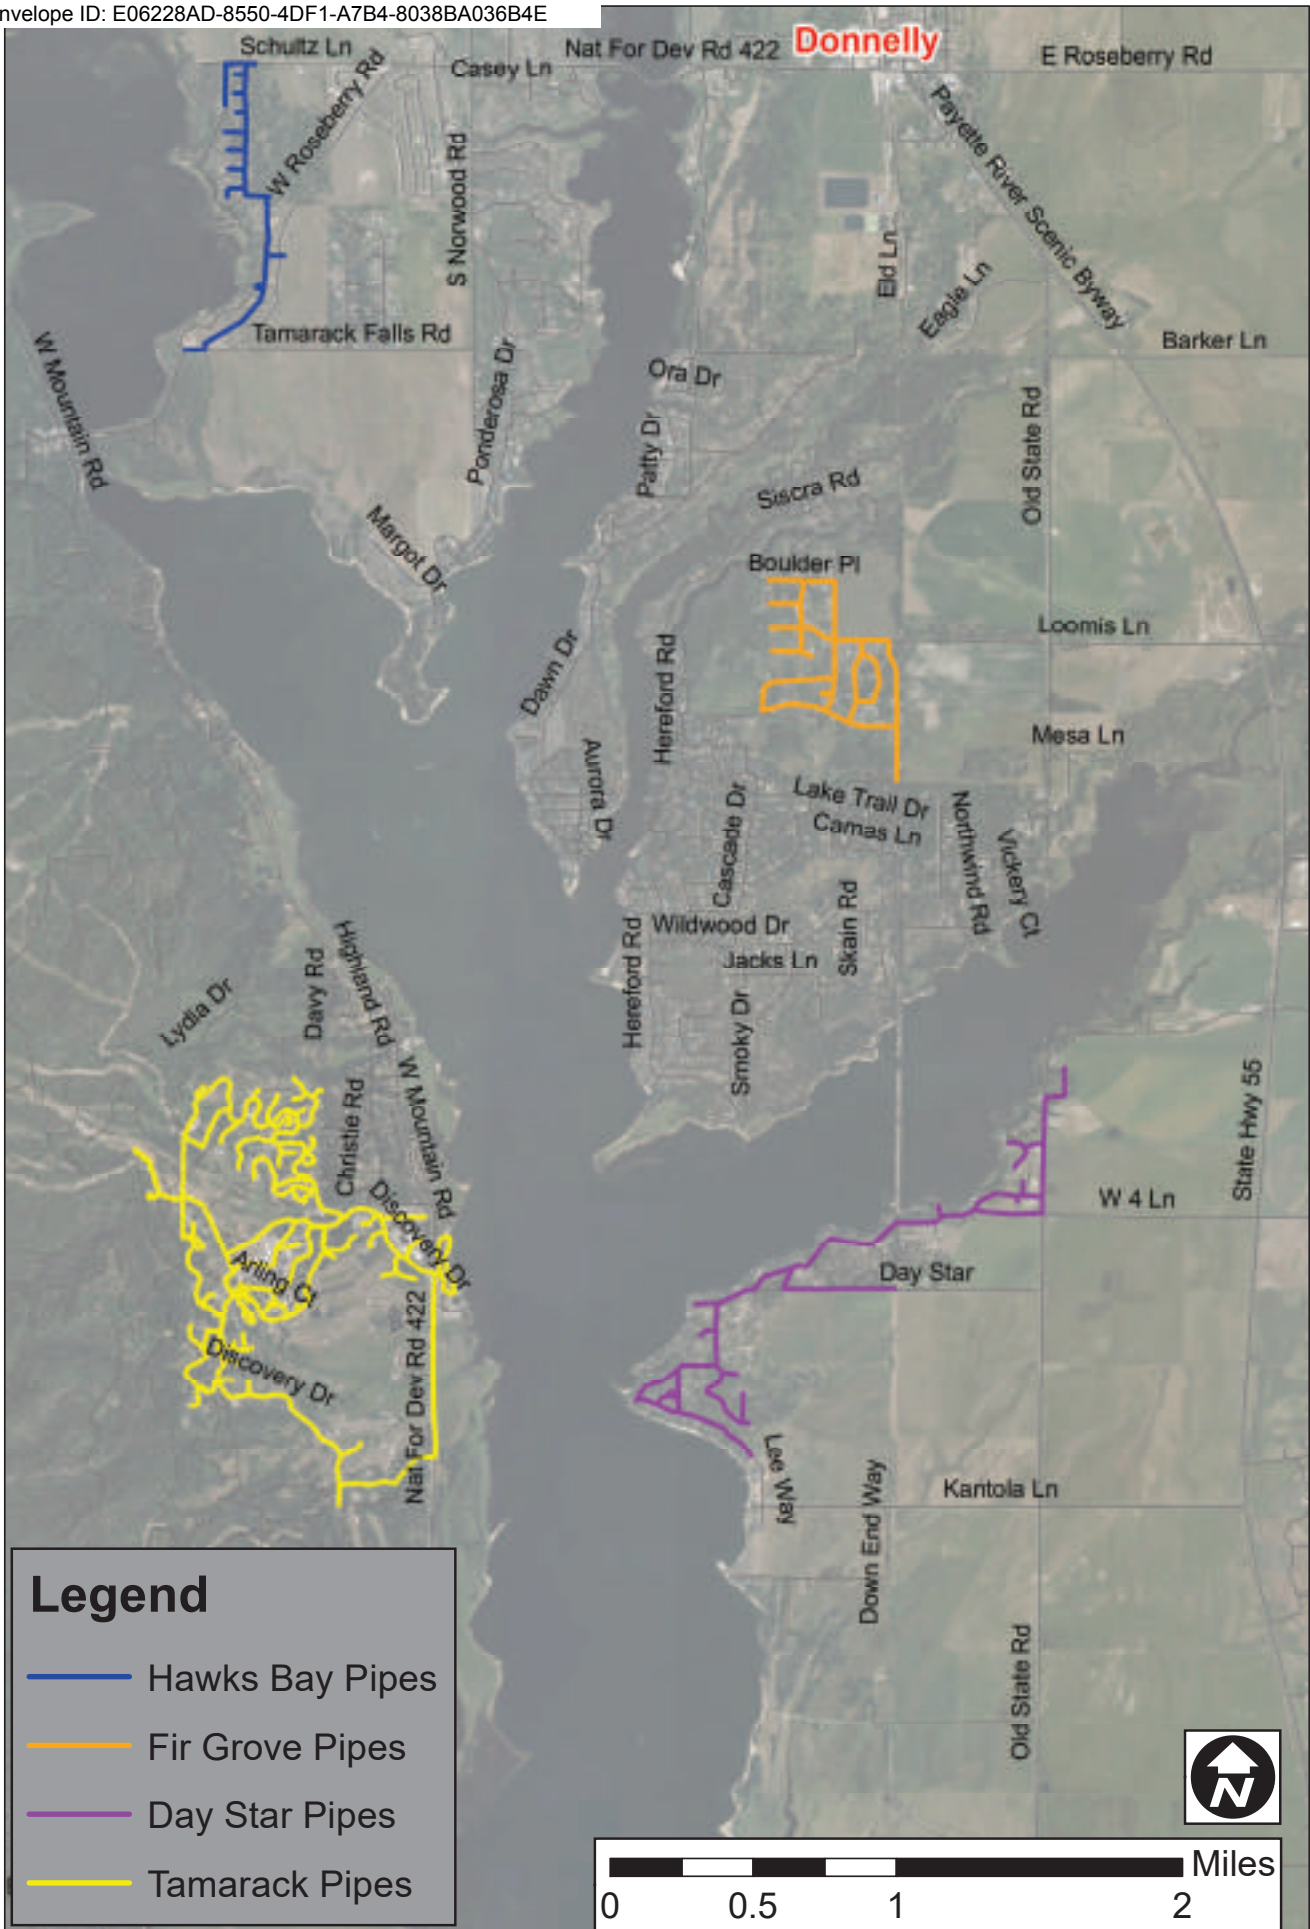 nvelope ID: E06228AD-8550-4DF1-A7B4-8038BA036B4E
Schultz Ln
Nat For Dev Rd 422
Donnelly
E Roseberry Rd
Casey Ln
W Roseberry Rd
S Norwood Rd
Payette River Scenic Byway
Eld Ln
Eagle Ln
Tamarack Falls Rd
Barker Ln
W Mountain Rd
Ponderosa Dr
Ora Dr
Patty Dr
Old State Rd
Siscra Rd
Margot Dr
Boulder Pl
Loomis Ln
Dawn Dr
Hereford Rd
Mesa Ln
Aurora Dr
Cascade Dr
Lake Trail Dr
Camas Ln
Northwind Rd
Vickery Ct
Wildwood Dr
Skain Rd
Jacks Ln
Hereford Rd
Smoky Dr
Highland Rd
Davy Rd
Lydia Dr
W Mountain Rd
Christie Rd
State Hwy 55
W 4 Ln
Discovery Dr
Arling Ct
Day Star
Nat For Dev Rd 422
Discovery Dr
Lee Way
Down End Way
Kantola Ln
Old State Rd
Legend
Hawks Bay Pipes
Fir Grove Pipes
Day Star Pipes
Tamarack Pipes
N
Miles
0 0.5 1 2